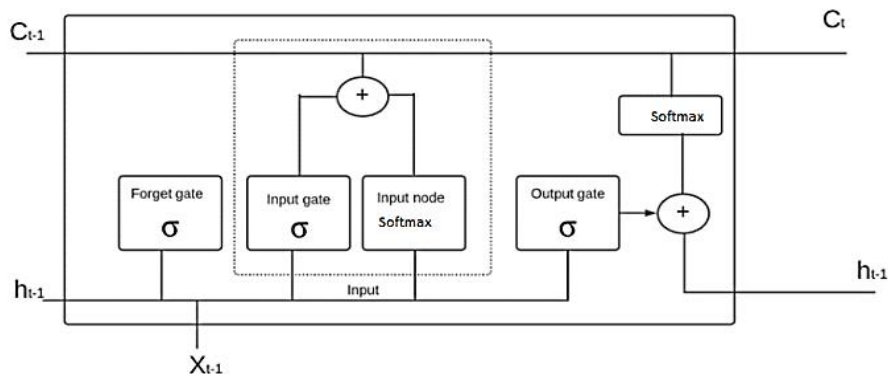 Ct-1
Ct
+
Softmax
Forget gate
σ
Input gate
σ
Input node
Softmax
Output gate
σ
+
ht-1
Input
ht-1
Xt-1